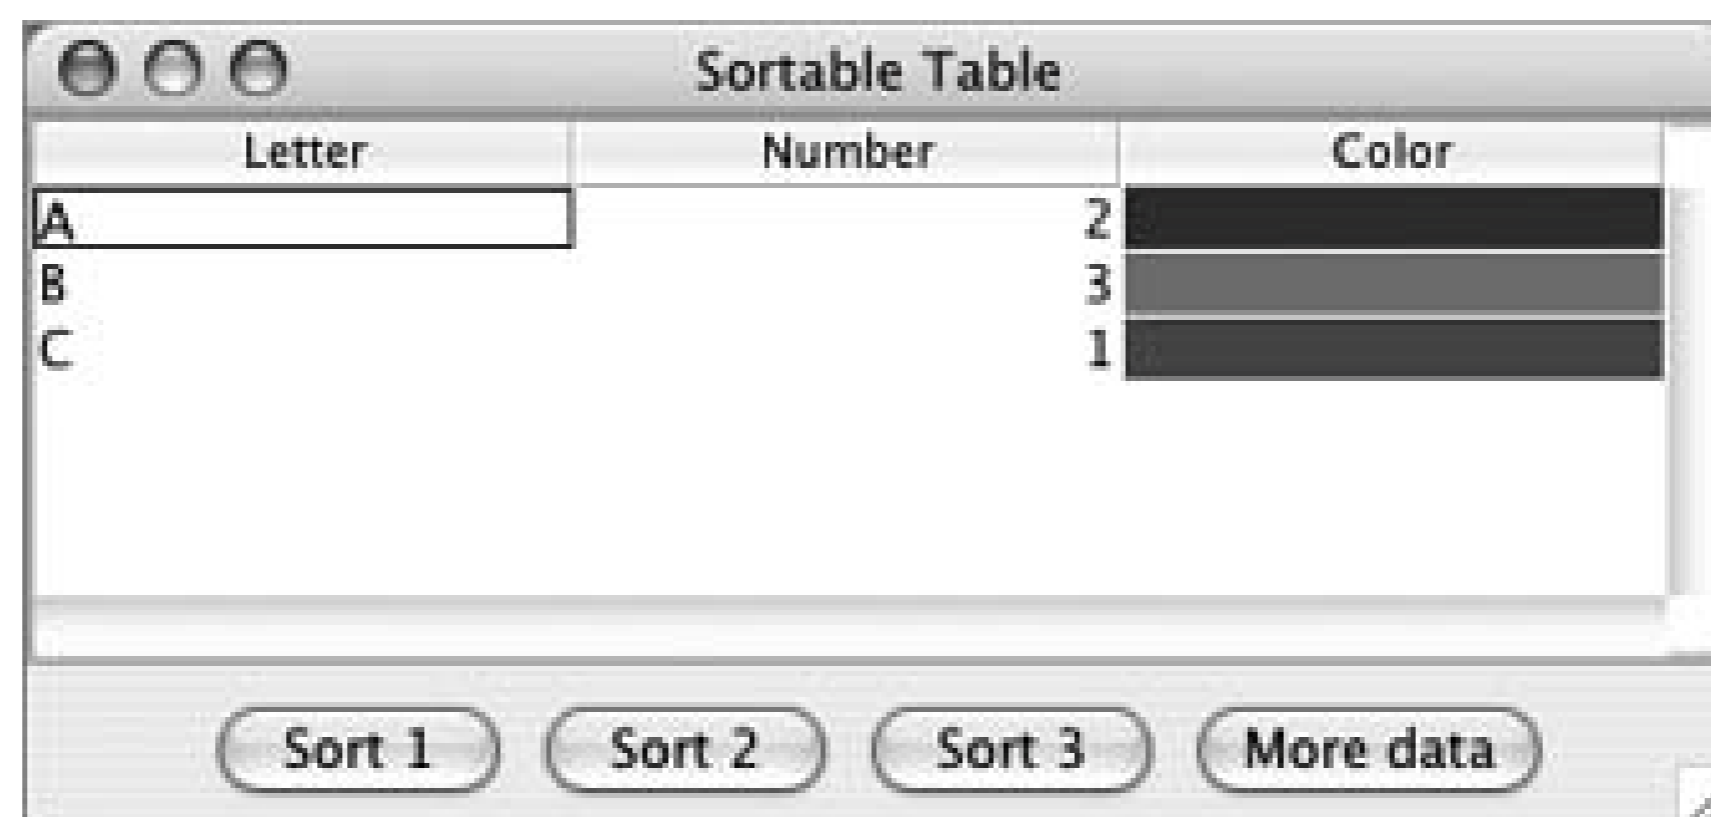 Sortable Table
Letter Number Color
A 2
B 3
C 1
Sort 1 Sort 2 Sort 3 More data